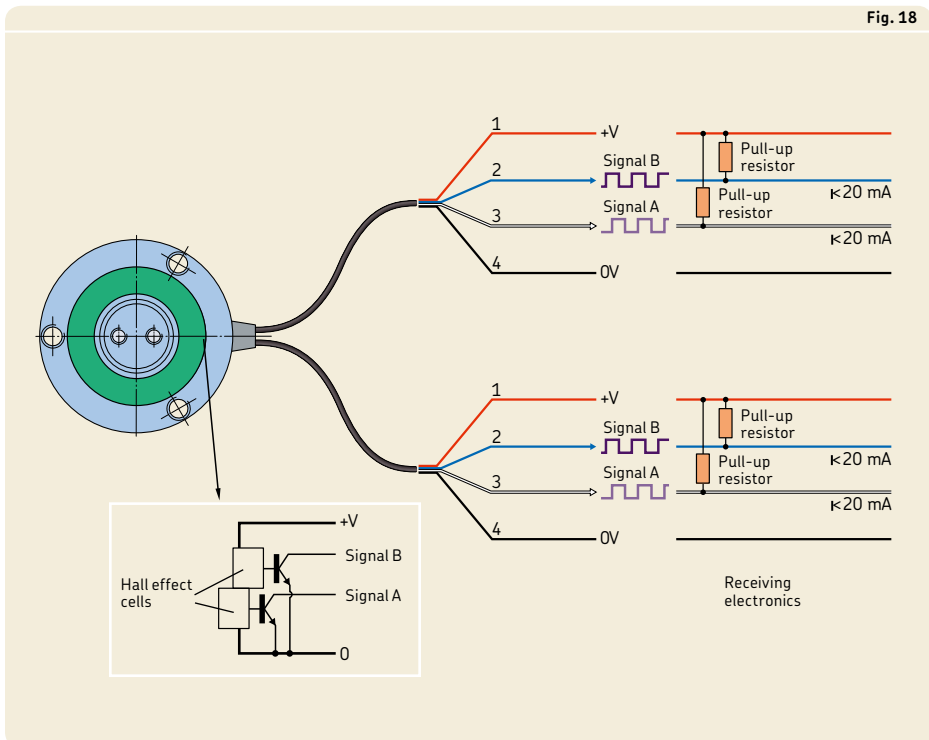 Fig. 18
1
+V
Signal B
Pull-up
resistor
2
I<20 mA
Signal A
Pull-up
resistor
3
I<20 mA
4
0V
1
+V
Signal B
Pull-up
resistor
2
I<20 mA
Signal A
Pull-up
resistor
3
I<20 mA
4
0V
Receiving
electronics
+V
Signal B
Hall effect
cells
Signal A
0